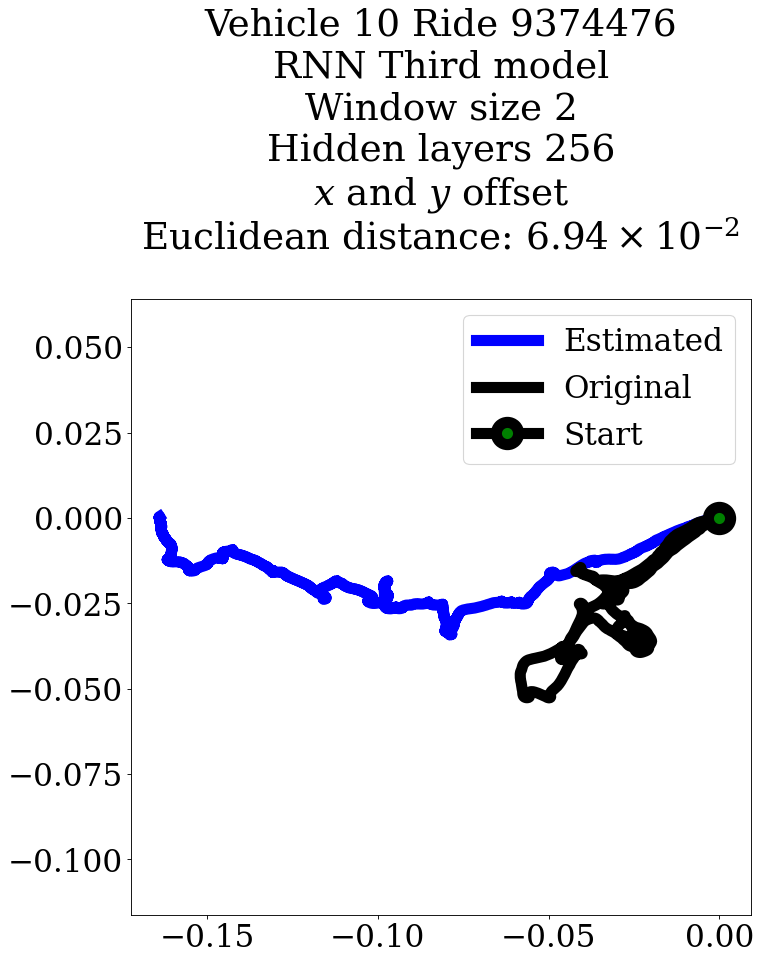 Vehicle 10 Ride 9374476
RNN Third model
Window size 2
Hidden layers 256
x and y offset
Euclidean distance: 6.94 × 10⁻²
Estimated
Original
Start
0.050
0.025
0.000
−0.025
−0.050
−0.075
−0.100
−0.15
−0.10
−0.05
0.00